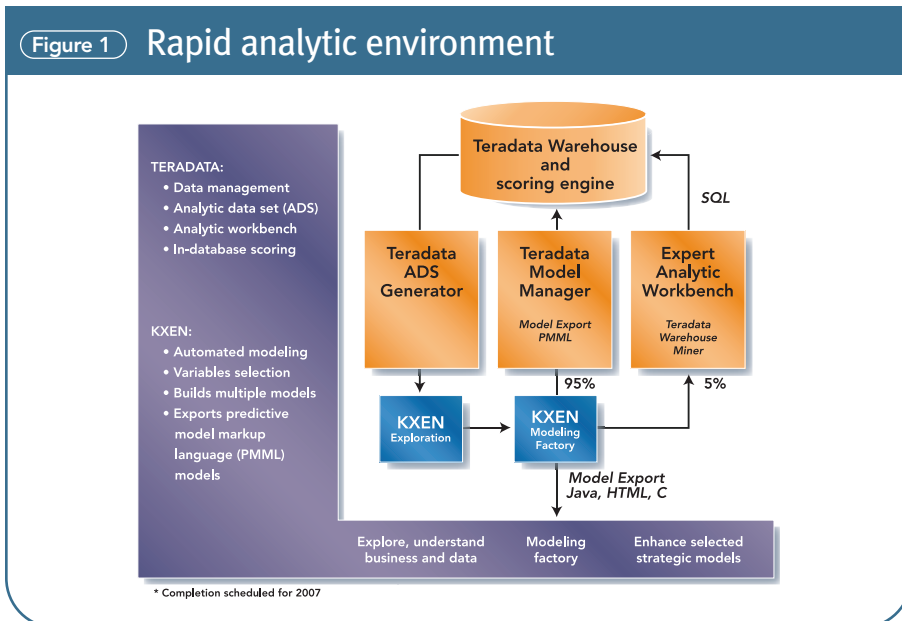 Figure 1 Rapid analytic environment
TERADATA:
• Data management
• Analytic data set (ADS)
• Analytic workbench
• In-database scoring
KXEN:
• Automated modeling
• Variables selection
• Builds multiple models
• Exports predictive
model markup
language (PMML)
models
Teradata Warehouse
and
scoring engine
SQL
Teradata
ADS
Generator
Teradata
Model
Manager
Model Export
PMML
Expert
Analytic
Workbench
Teradata
Warehouse
Miner
95%
5%
KXEN
Exploration
KXEN
Modeling
Factory
Model Export
Java, HTML, C
Explore, understand
business and data
Modeling
factory
Enhance selected
strategic models
* Completion scheduled for 2007